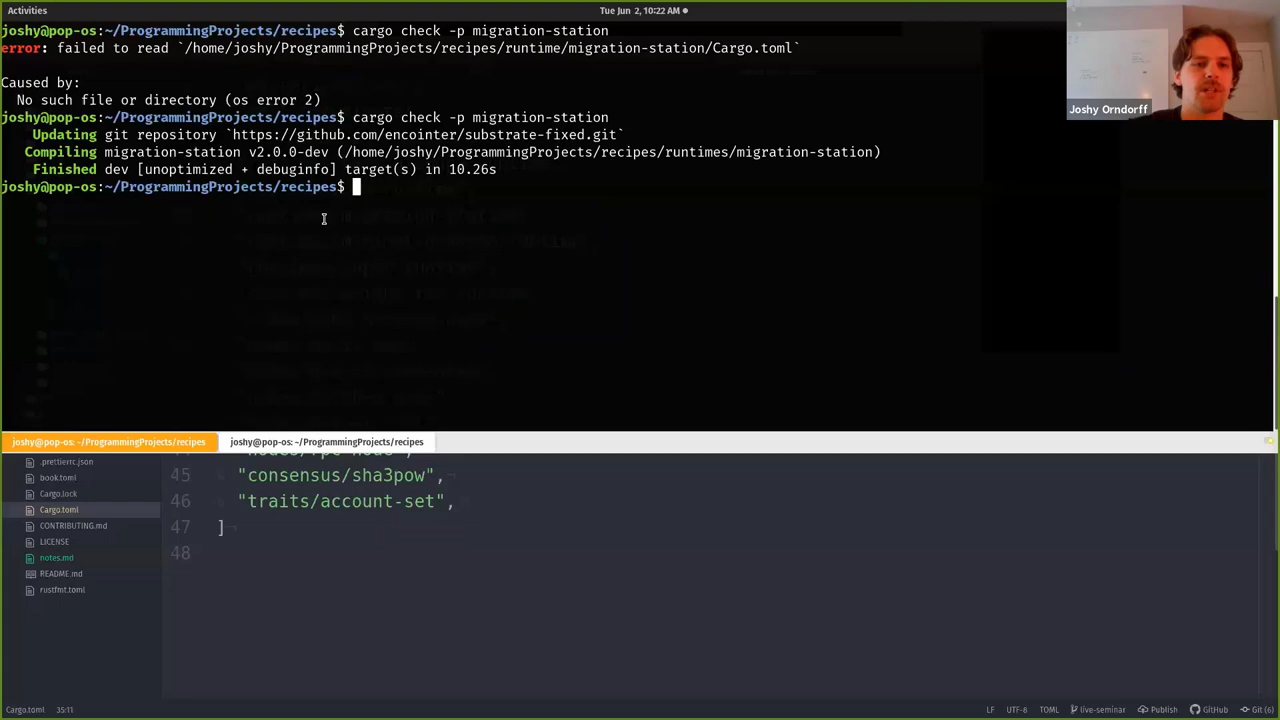 Activities
Tue Jun 2, 10:22 AM
joshy@pop-os:~/ProgrammingProjects/recipes$ cargo check -p migration-station
error: failed to read `/home/joshy/ProgrammingProjects/recipes/runtime/migration-station/Cargo.toml`
Caused by:
No such file or directory (os error 2)
joshy@pop-os:~/ProgrammingProjects/recipes$ cargo check -p migration-station
Updating git repository `https://github.com/encointer/substrate-fixed.git`
Compiling migration-station v2.0.0-dev (/home/joshy/ProgrammingProjects/recipes/runtimes/migration-station)
Finished dev [unoptimized + debuginfo] target(s) in 10.26s
joshy@pop-os:~/ProgrammingProjects/recipes$
Joshy Orndorff
joshy@pop-os: ~/ProgrammingProjects/recipes
joshy@pop-os: ~/ProgrammingProjects/recipes
.prettierrc.json
book.toml
Cargo.lock
Cargo.toml
CONTRIBUTING.md
LICENSE
notes.md
README.md
rustfmt.toml
45 "consensus/sha3pow",
46 "traits/account-set",
47 ]
48
Cargo.toml 35:11
LF UTF-8 TOML live-seminar Publish GitHub Git (6)